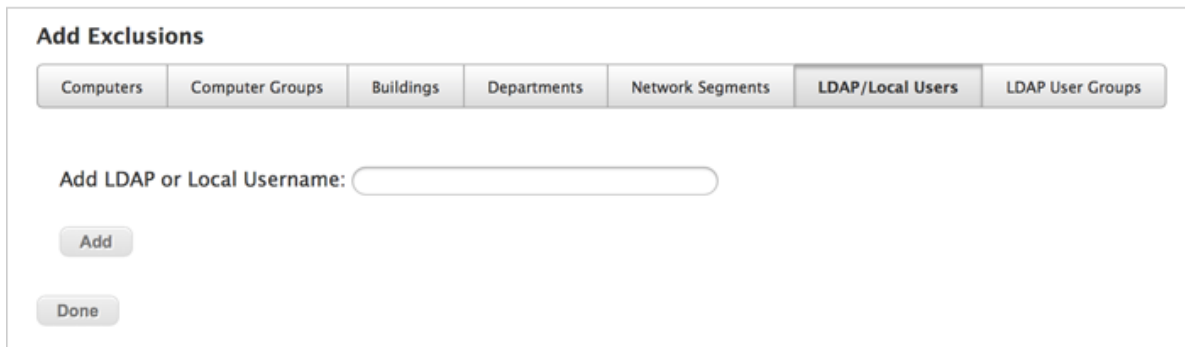 Add Exclusions
Computers Computer Groups Buildings Departments Network Segments LDAP/Local Users LDAP User Groups
Add LDAP or Local Username:
Add
Done